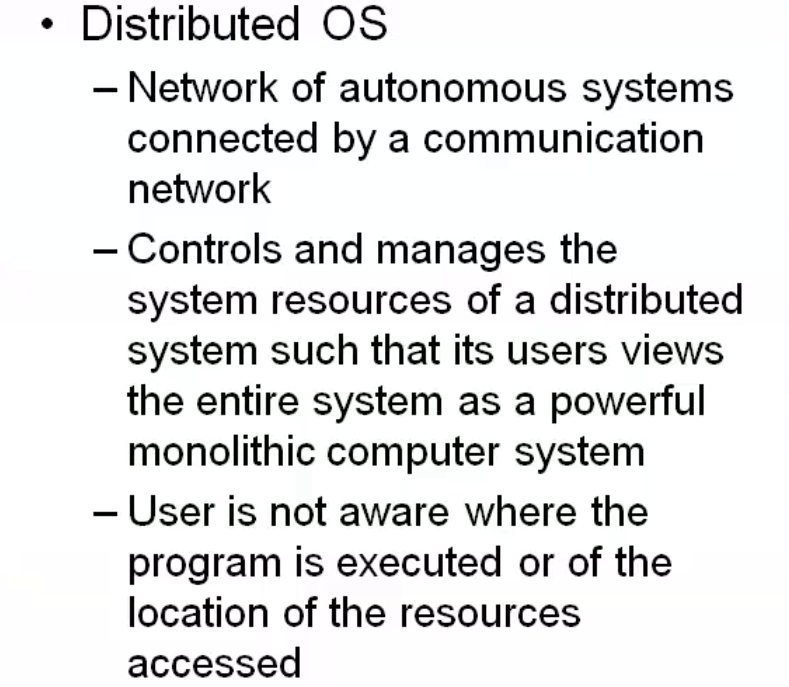 • Distributed OS
– Network of autonomous systems
connected by a communication
network
– Controls and manages the
system resources of a distributed
system such that its users views
the entire system as a powerful
monolithic computer system
– User is not aware where the
program is executed or of the
location of the resources
accessed